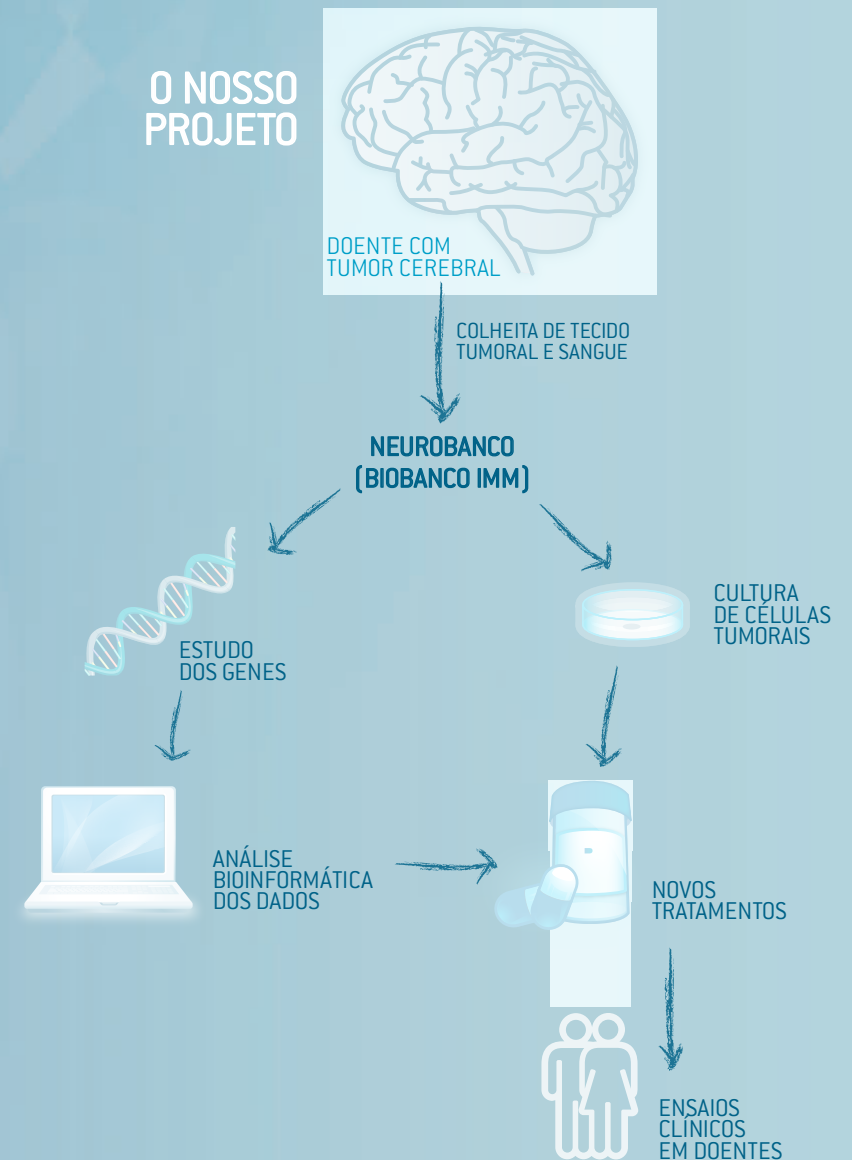 O NOSSO
PROJETO
DOENTE COM
TUMOR CEREBRAL
COLHEITA DE TECIDO
TUMORAL E SANGUE
NEUROBANCO
(BIOBANCO IMM)
ESTUDO
DOS GENES
CULTURA
DE CÉLULAS
TUMORAIS
ANÁLISE
BIOINFORMÁTICA
DOS DADOS
NOVOS
TRATAMENTOS
ENSAIOS
CLÍNICOS
EM DOENTES